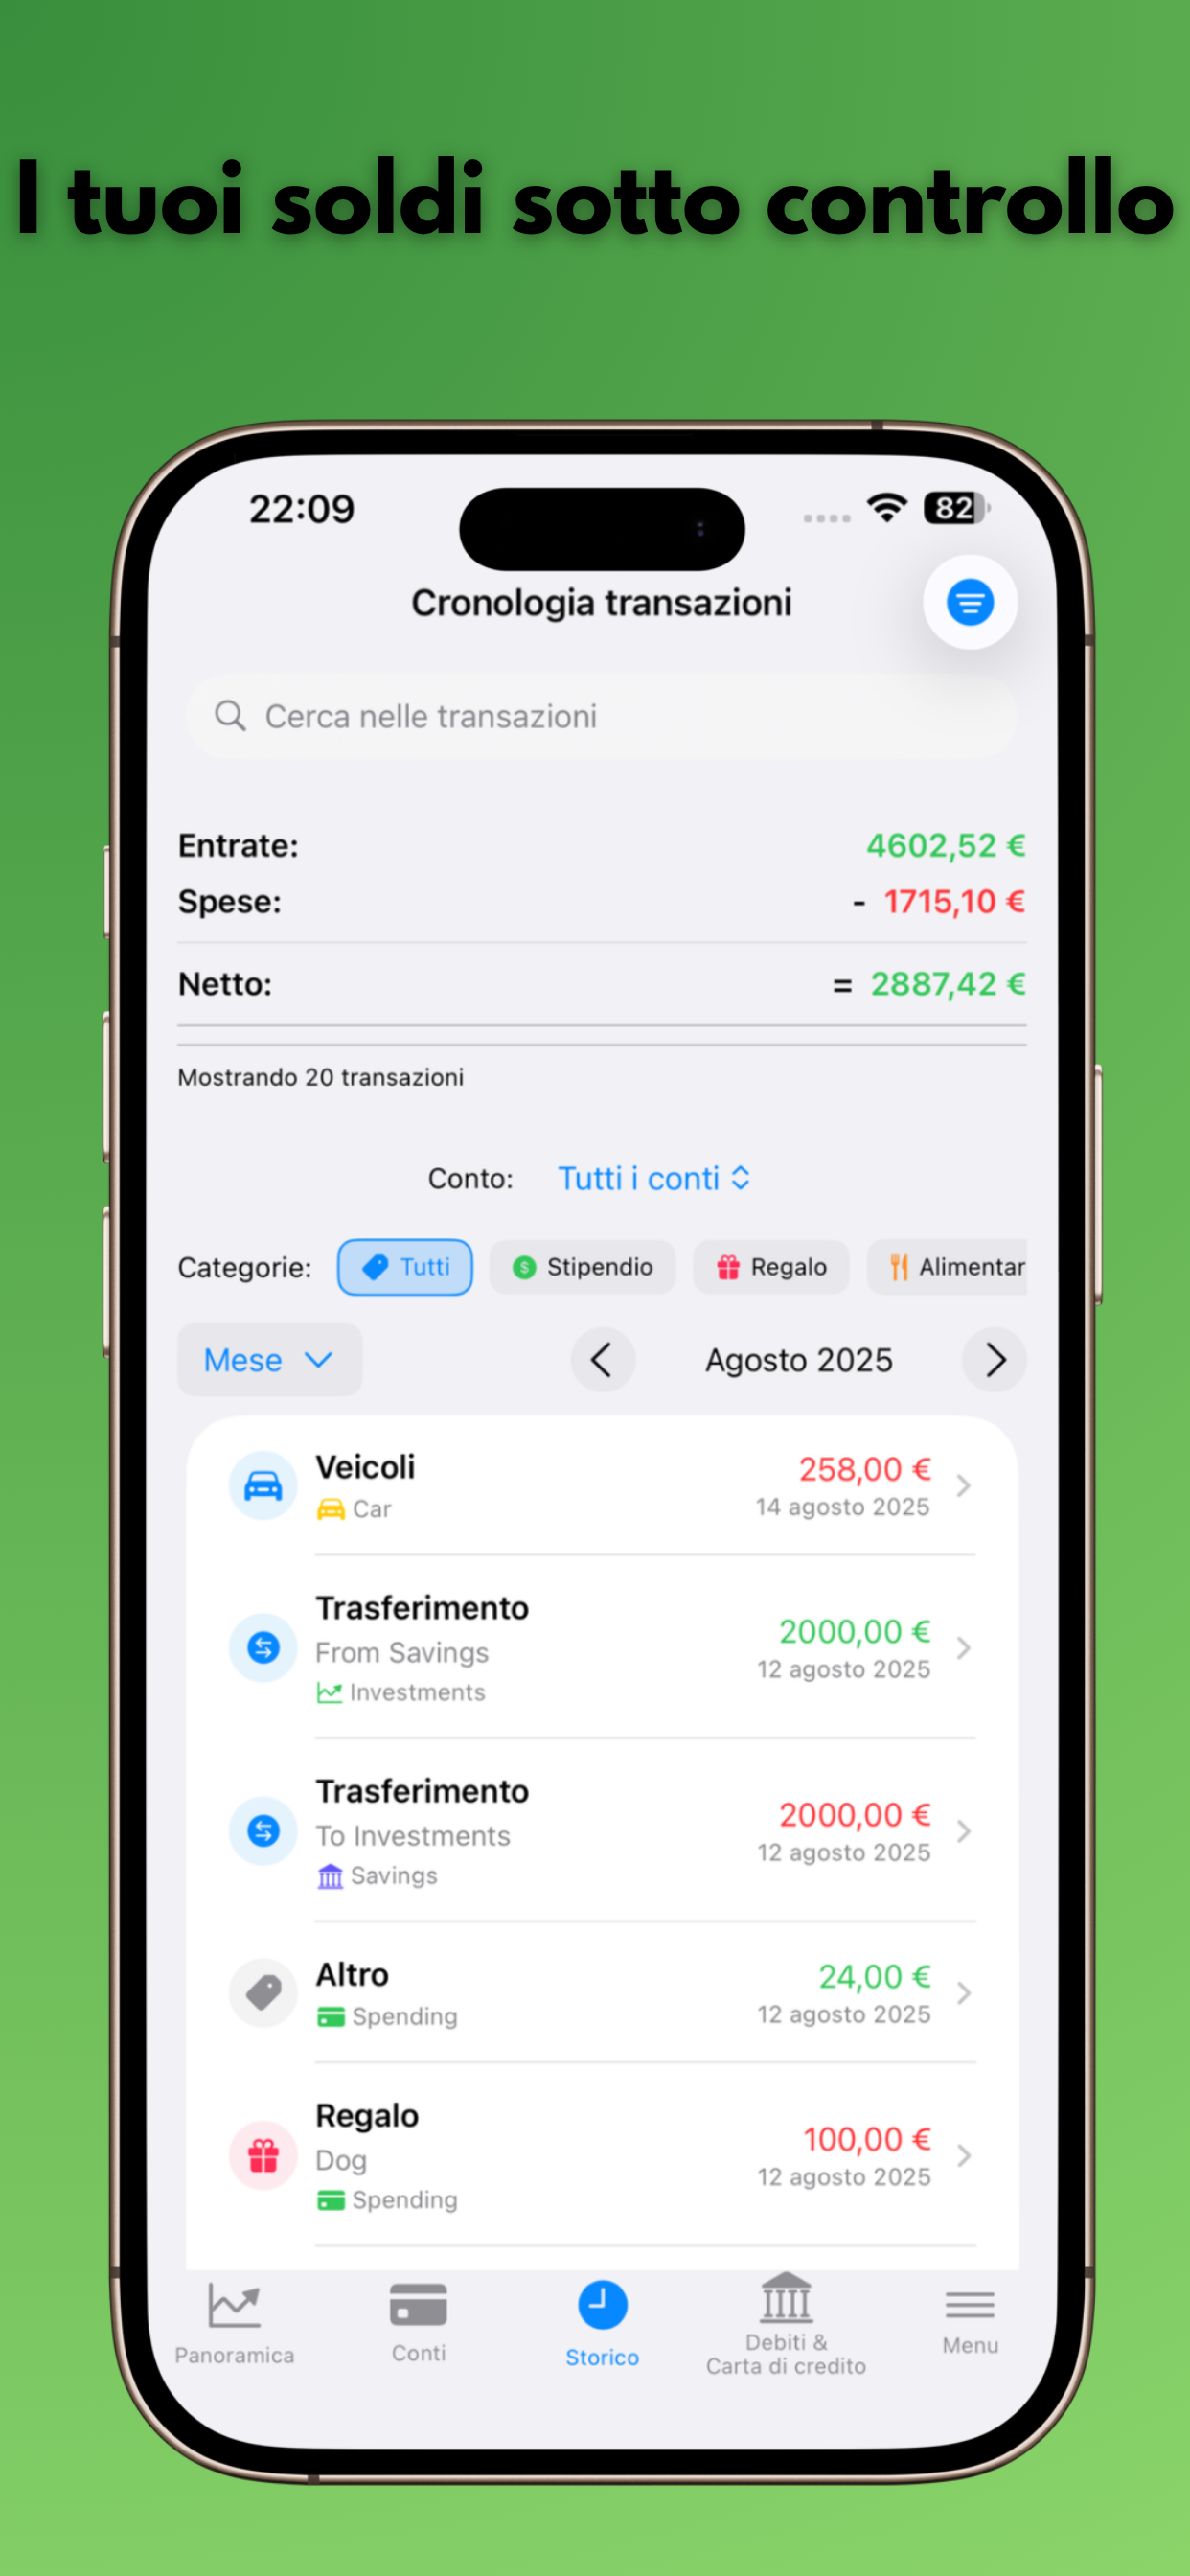 I tuoi soldi sotto controllo
22:09
82
Cronologia transazioni
Cerca nelle transazioni
Entrate: 4602,52 €
Spese: - 1715,10 €
Netto: = 2887,42 €
Mostrando 20 transazioni
Conto: Tutti i conti
Categorie: Tutti Stipendio Regalo Alimentar
Mese Agosto 2025
Veicoli 258,00 €
Car 14 agosto 2025
Trasferimento
2000,00 €
From Savings
12 agosto 2025
Investments
Trasferimento
2000,00 €
To Investments
12 agosto 2025
Savings
Altro 24,00 €
Spending 12 agosto 2025
Regalo
100,00 €
Dog
12 agosto 2025
Spending
Panoramica
Conti
Storico
Debiti &
Carta di credito
Menu